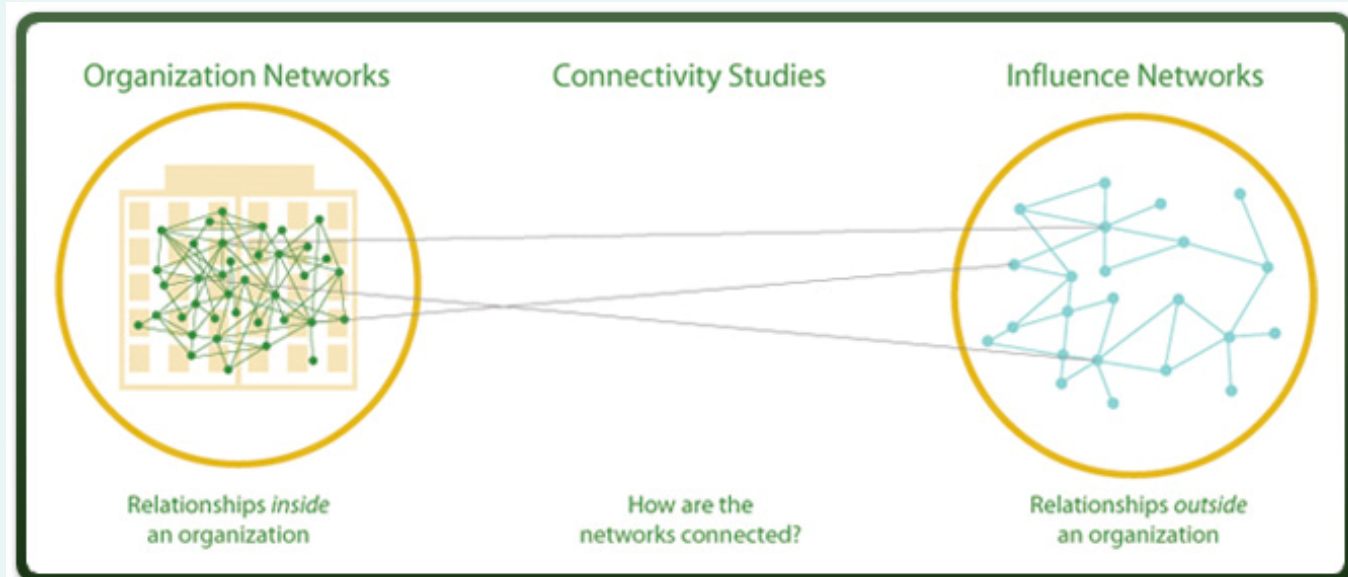 Organization Networks
Connectivity Studies
Influence Networks
Relationships inside
an organization
How are the
networks connected?
Relationships outside
an organization